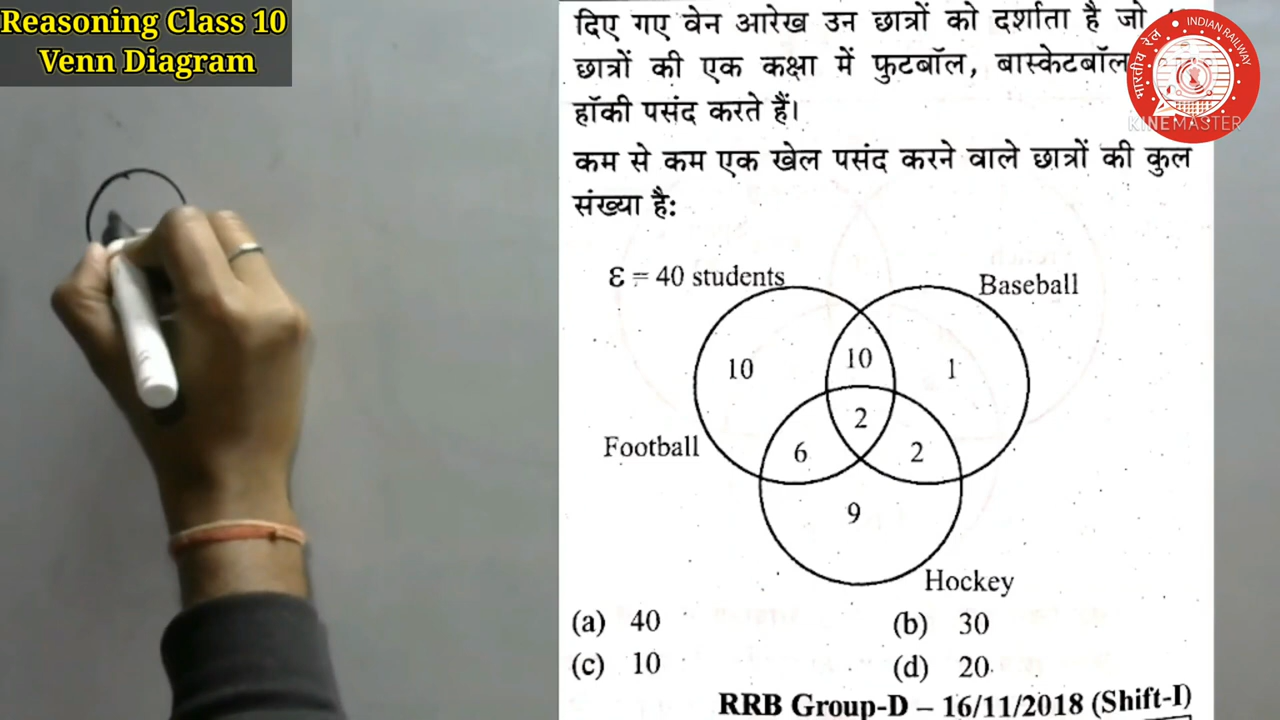 Reasoning Class 10
Venn Diagram
दिए गए वेन आरेख उन छात्रों को दर्शाता है जो
छात्रों की एक कक्षा में फुटबॉल, बास्केटबॉल
हॉकी पसंद करते हैं।
कम से कम एक खेल पसंद करने वाले छात्रों की कुल
संख्या है:
भारतीय रेल
INDIAN RAILWAY
KINEMASTER
ε = 40 students
Baseball
10
10
1
2
Football
6
2
9
Hockey
(a) 40
(b) 30
(c) 10
(d) 20
RRB Group-D – 16/11/2018 (Shift-I)